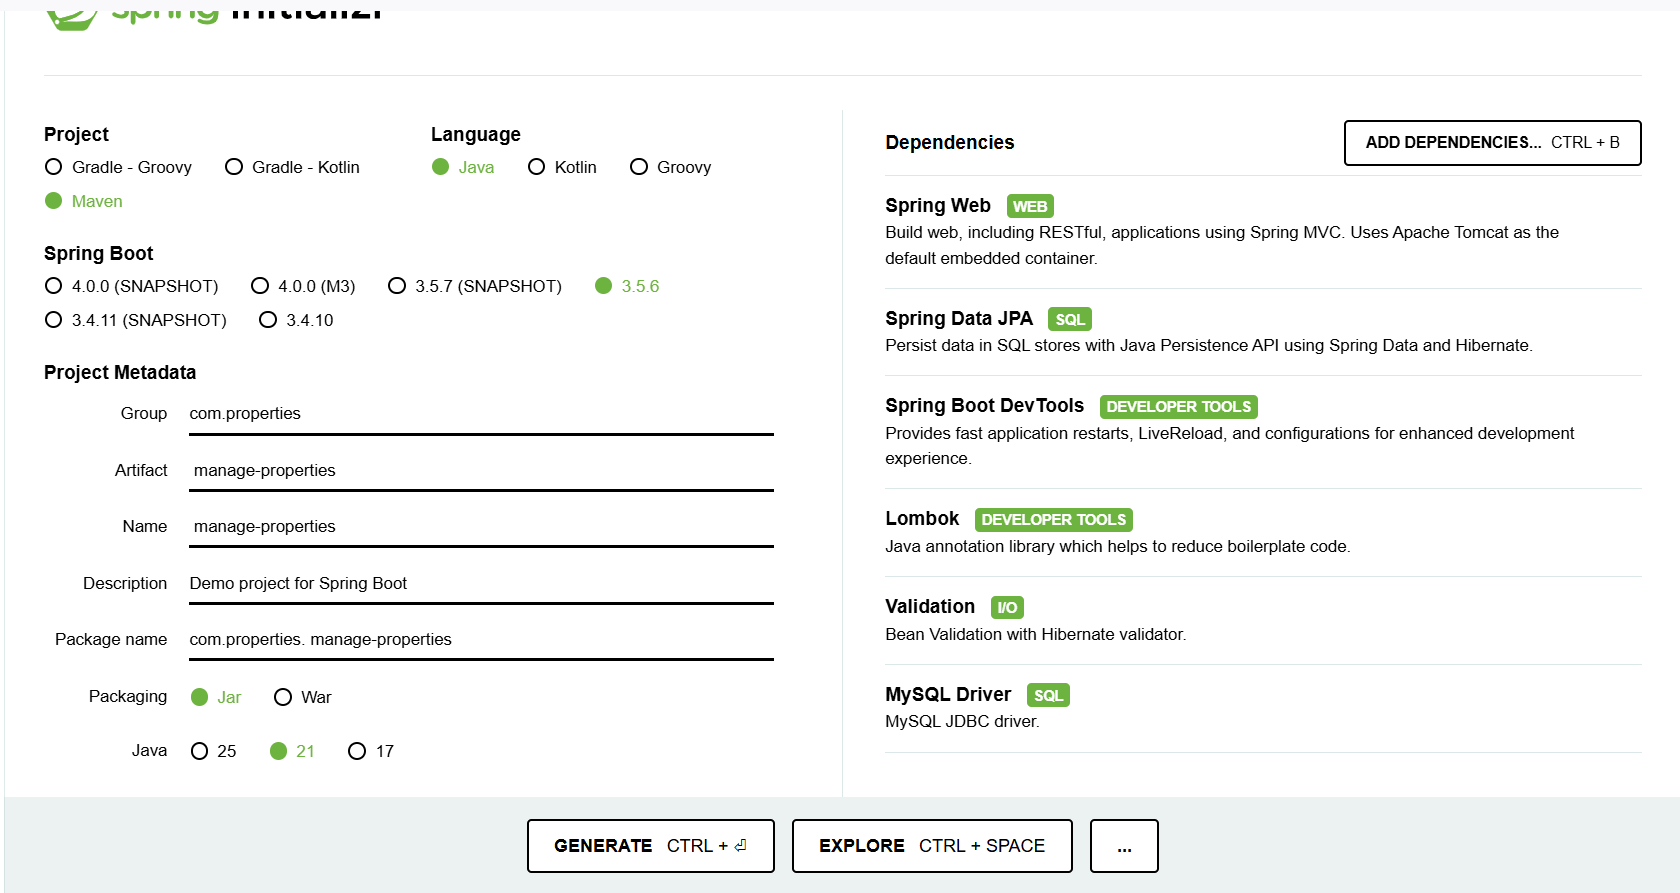 spring initializr
Project
Gradle - Groovy
Gradle - Kotlin
Maven
Language
Java
Kotlin
Groovy
Spring Boot
4.0.0 (SNAPSHOT)
4.0.0 (M3)
3.5.7 (SNAPSHOT)
3.5.6
3.4.11 (SNAPSHOT)
3.4.10
Project Metadata
Group com.properties
Artifact manage-properties
Name manage-properties
Description Demo project for Spring Boot
Package name com.properties. manage-properties
Packaging Jar War
Java 25 21 17
Dependencies
ADD DEPENDENCIES... CTRL + B
Spring Web WEB
Build web, including RESTful, applications using Spring MVC. Uses Apache Tomcat as the
default embedded container.
Spring Data JPA SQL
Persist data in SQL stores with Java Persistence API using Spring Data and Hibernate.
Spring Boot DevTools DEVELOPER TOOLS
Provides fast application restarts, LiveReload, and configurations for enhanced development
experience.
Lombok DEVELOPER TOOLS
Java annotation library which helps to reduce boilerplate code.
Validation I/O
Bean Validation with Hibernate validator.
MySQL Driver SQL
MySQL JDBC driver.
GENERATE CTRL + ⏎
EXPLORE CTRL + SPACE
...